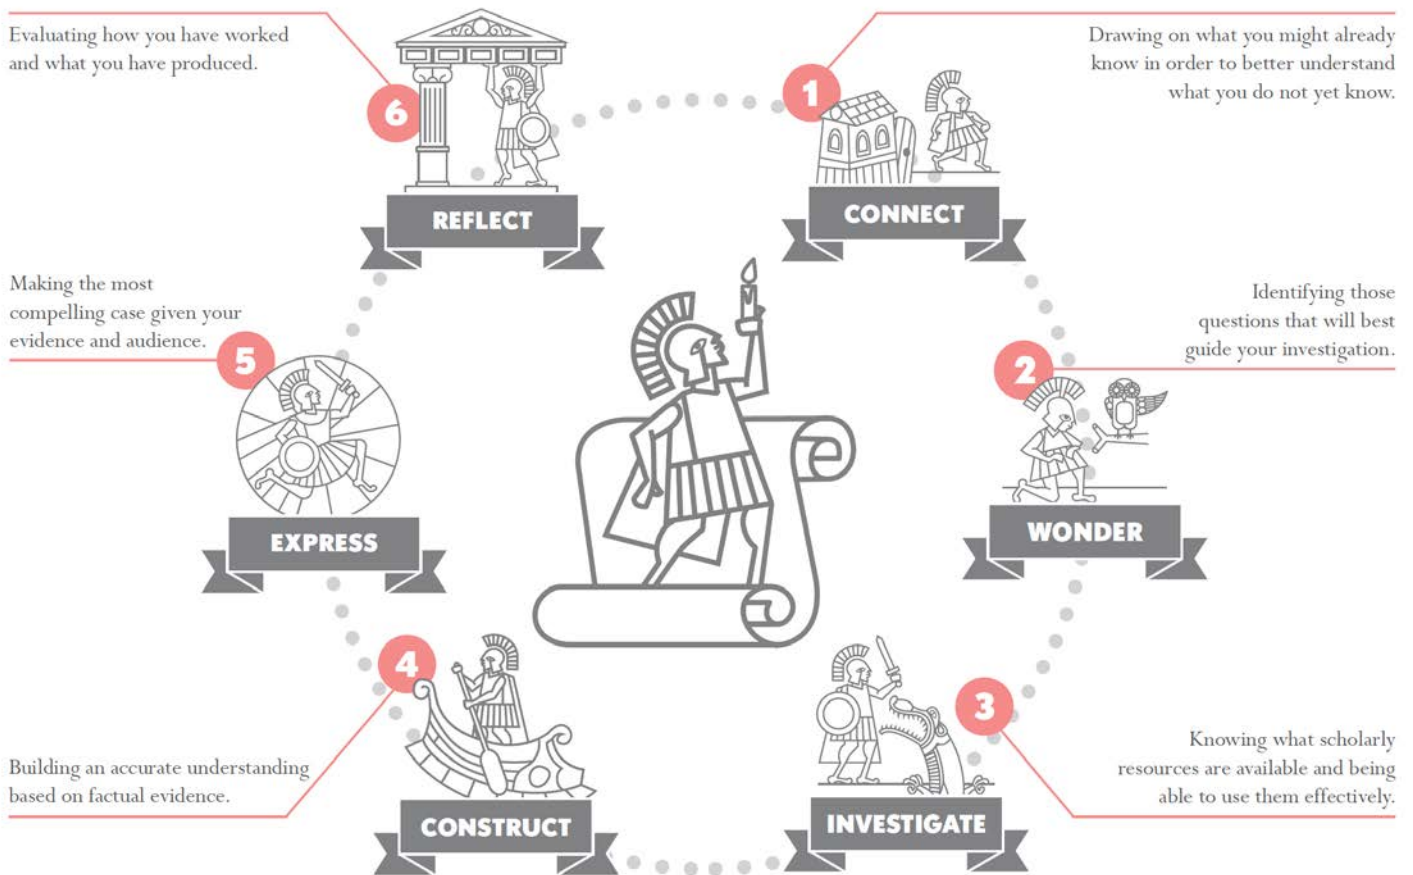 1
Drawing on what you might already
know in order to better understand
what you do not yet know.
CONNECT
2
Identifying those
questions that will best
guide your investigation.
WONDER
3
Knowing what scholarly
resources are available and being
able to use them effectively.
INVESTIGATE
4
Building an accurate understanding
based on factual evidence.
CONSTRUCT
5
Making the most
compelling case given your
evidence and audience.
EXPRESS
6
Evaluating how you have worked
and what you have produced.
REFLECT